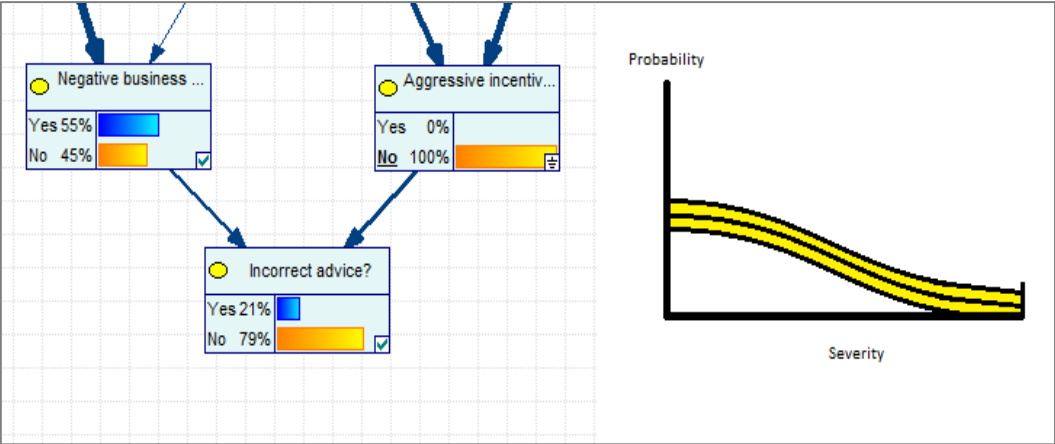 Negative business ...
Yes 55%
No 45%
Aggressive incentiv...
Yes 0%
No 100%
Incorrect advice?
Yes 21%
No 79%
Probability
Severity